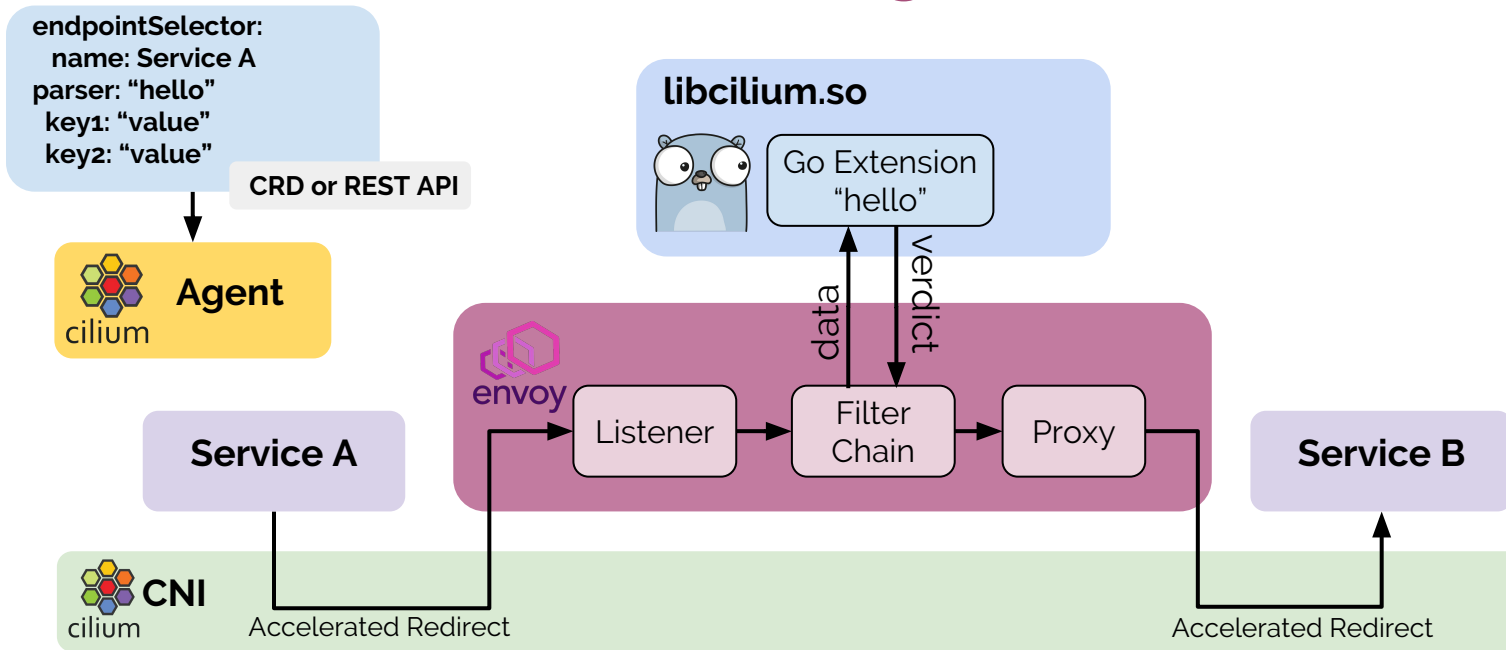 endpointSelector:
name: Service A
parser: “hello”
key1: “value”
key2: “value”
CRD or REST API
cilium
Agent
libcilium.so
Go Extension
“hello”
data
verdict
envoy
Listener
Filter
Chain
Proxy
Service A
Service B
cilium
CNI
Accelerated Redirect
Accelerated Redirect